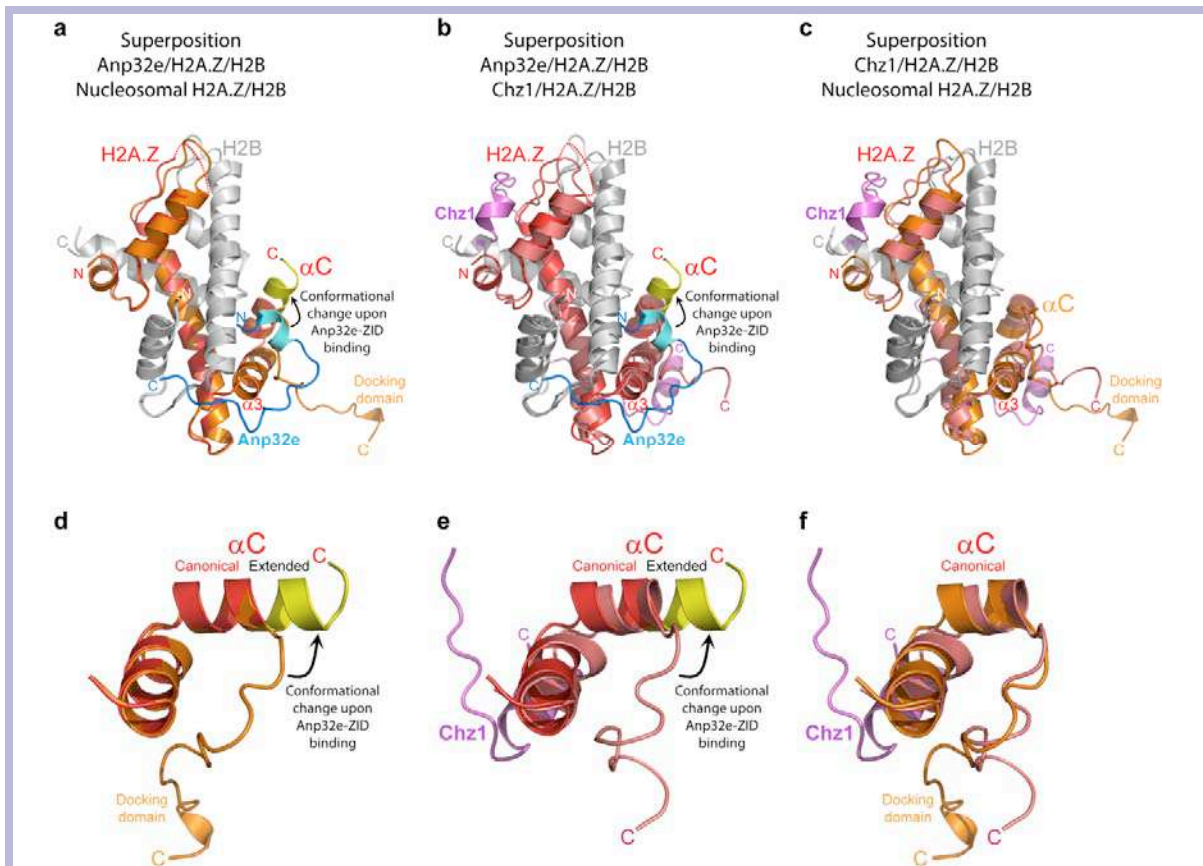 a
Superposition
Anp32e/H2A.Z/H2B
Nucleosomal H2A.Z/H2B
H2A.Z
H2B
C
N
N
C
αC
Conformational
change upon
Anp32e-ZID
binding
N
C
α3
Docking
domain
C
Anp32e
b
Superposition
Anp32e/H2A.Z/H2B
Chz1/H2A.Z/H2B
H2A.Z
H2B
Chz1
C
N
N
C
αC
Conformational
change upon
Anp32e-ZID
binding
N
C
C
α3
C
Anp32e
c
Superposition
Chz1/H2A.Z/H2B
Nucleosomal H2A.Z/H2B
H2A.Z
H2B
Chz1
C
N
N
αC
C
Docking
domain
α3
C
C
d
αC
Canonical Extended
C
Conformational
change upon
Anp32e-ZID
binding
Docking
domain
C
e
αC
Canonical Extended
C
C
Conformational
change upon
Anp32e-ZID
binding
Chz1
C
f
αC
Canonical
C
Chz1
Docking
domain
C
C